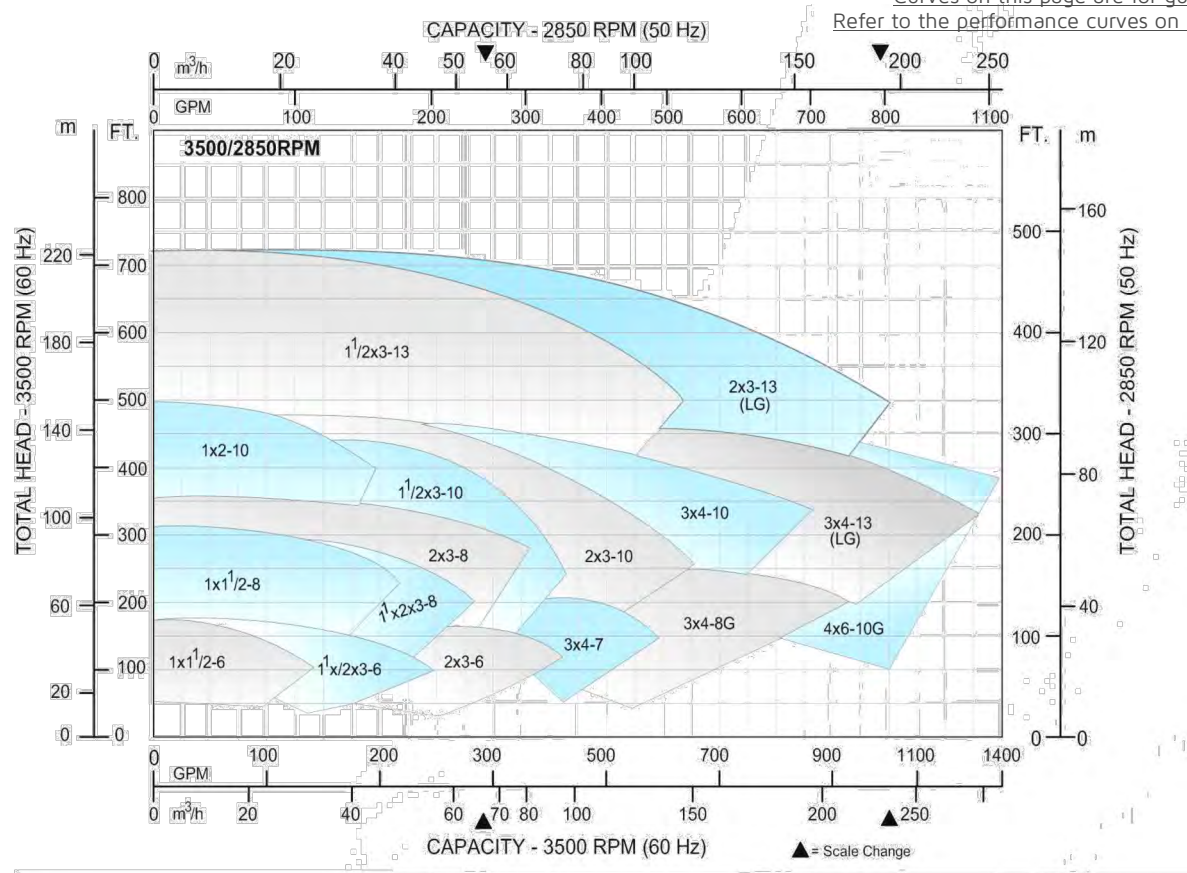 Curves on this page are for
Refer to the performance curves on
CAPACITY - 2850 RPM (50 Hz)
0 m³/h 20 40 50 60 80 100 150 200 250
GPM 100 200 300 400 500 600 700 800 1100
m FT. FT. m
3500/2850RPM
800
160
500
220
700
600
400
180
120
1¹/2x3-13
2x3-13
(LG)
500
140
300
1x2-10
400
80
1¹/2x3-10
3x4-10
3x4-13
(LG)
100
300
200
2x3-8
2x3-10
1x1¹/2-8
1¹x2x3-8
60
200
40
3x4-8G
4x6-10G
3x4-7
100
1x1¹/2-6
1¹x/2x3-6
2x3-6
100
20
0 0 0 0
TOTAL HEAD - 3500 RPM (60 Hz)
TOTAL HEAD - 2850 RPM (50 Hz)
0 100 200 300 500 700 900 1100 1400
GPM
0 m³/h 20 40 60 70 80 100 150 200 250
CAPACITY - 3500 RPM (60 Hz)
▲ = Scale Change